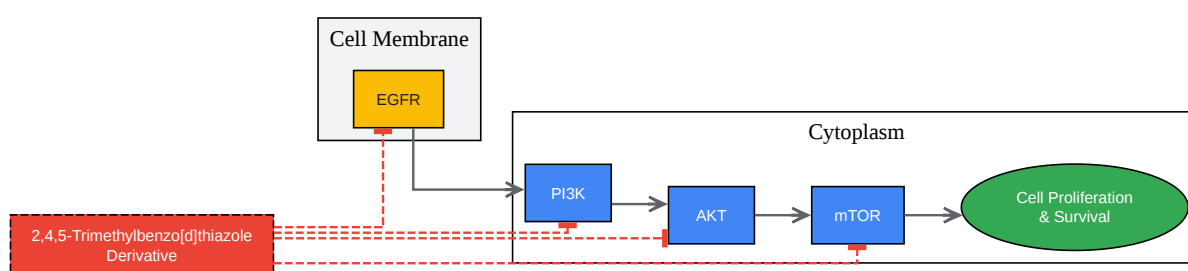 Cell Membrane
EGFR
Cytoplasm
PI3K
AKT
mTOR
Cell Proliferation
& Survival
2,4,5-Trimethylbenzo[d]thiazole
Derivative